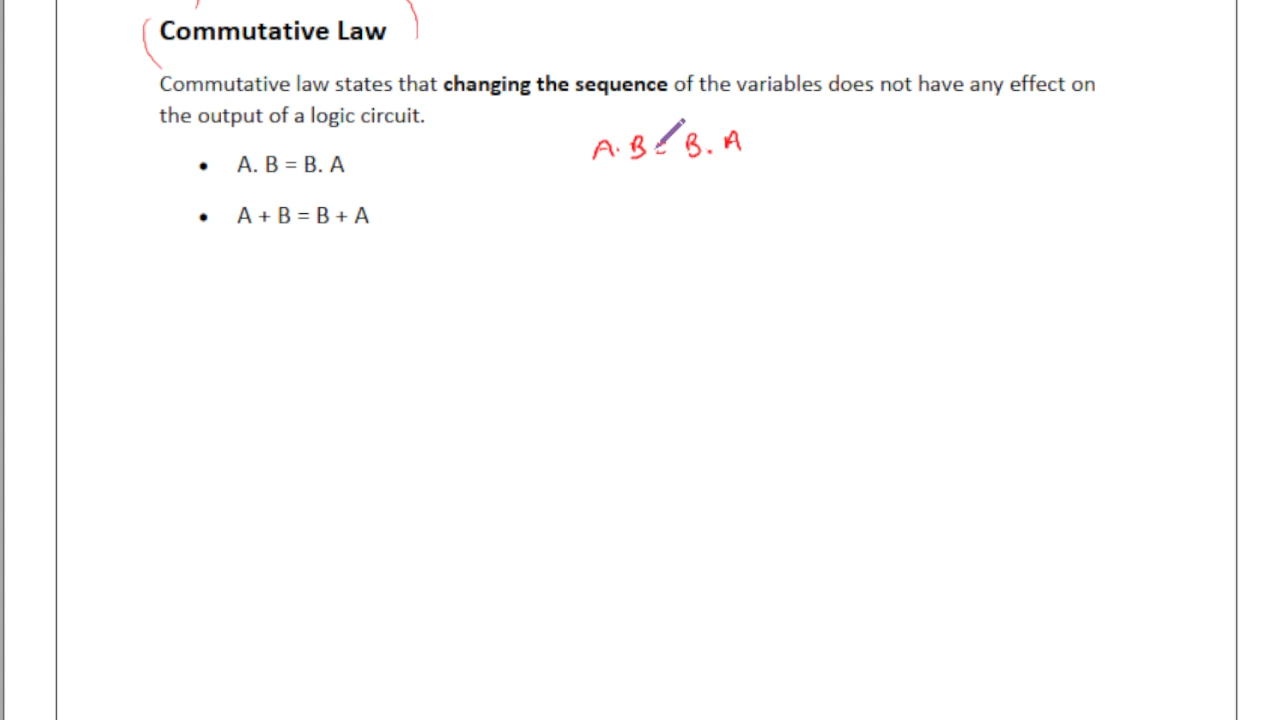 Commutative Law
Commutative law states that changing the sequence of the variables does not have any effect on
the output of a logic circuit.
A.B = B.A
• A. B = B. A
• A + B = B + A